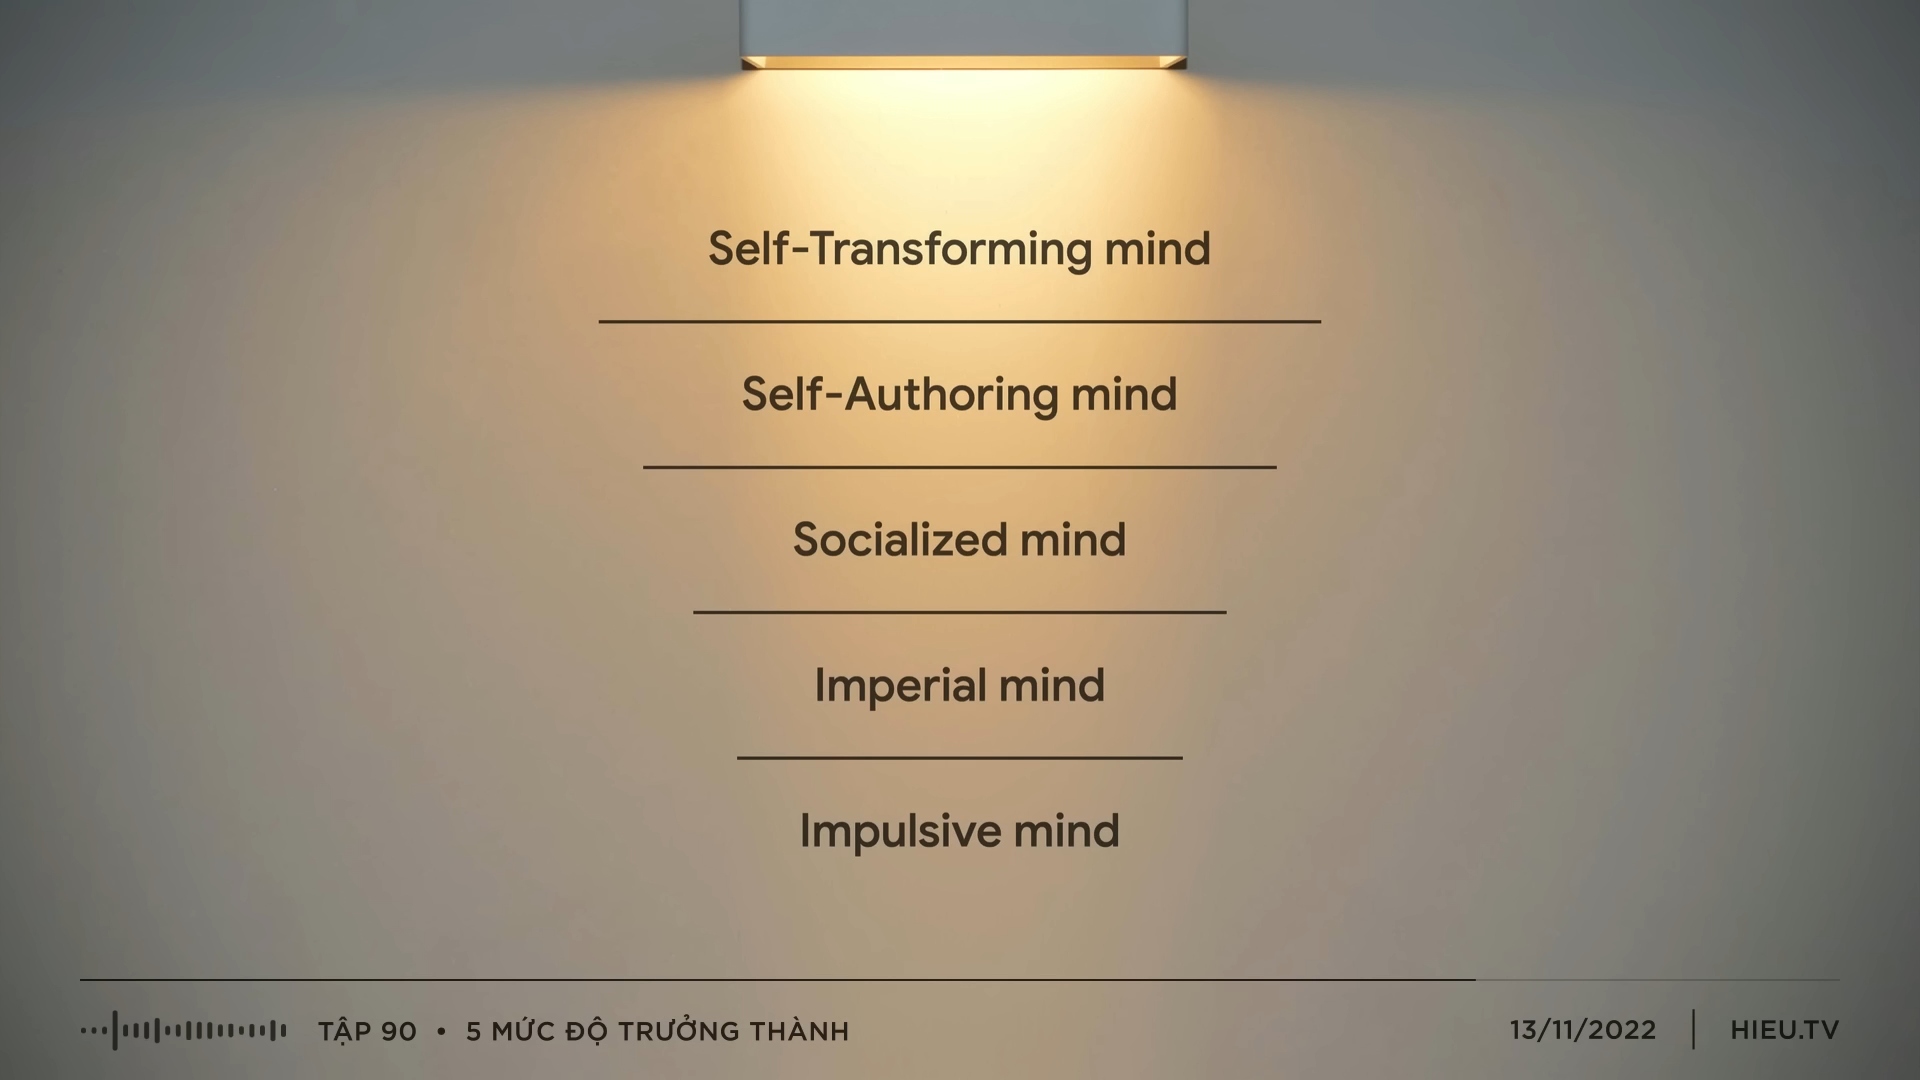 Self-Transforming mind
Self-Authoring mind
Socialized mind
Imperial mind
Impulsive mind
TẬP 90 • 5 MỨC ĐỘ TRƯỞNG THÀNH
13/11/2022 | HIEU.TV